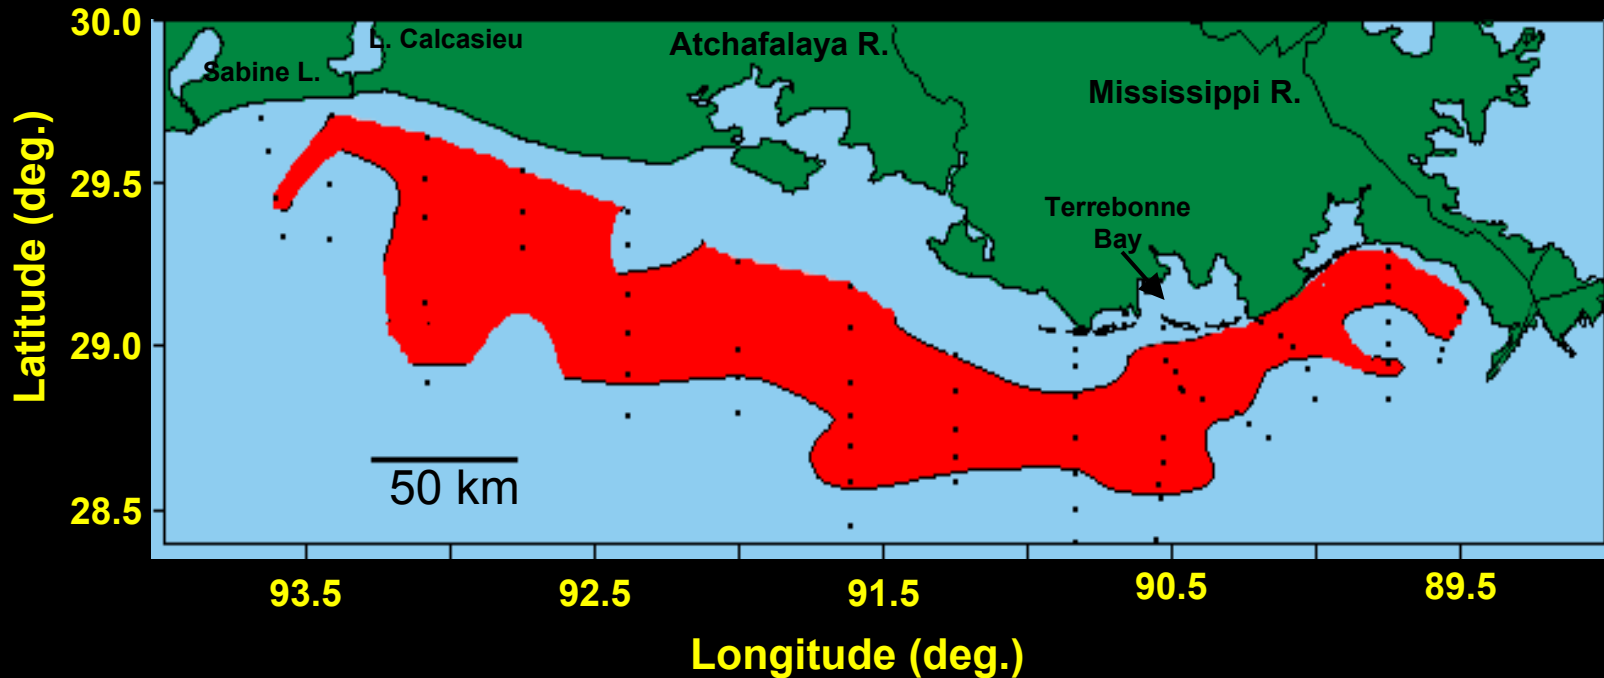 30.0
L. Calcasieu
Atchafalaya R.
Sabine L.
Mississippi R.
29.5
Terrebonne
Bay
Latitude (deg.)
29.0
50 km
28.5
93.5 92.5 91.5 90.5 89.5
Longitude (deg.)